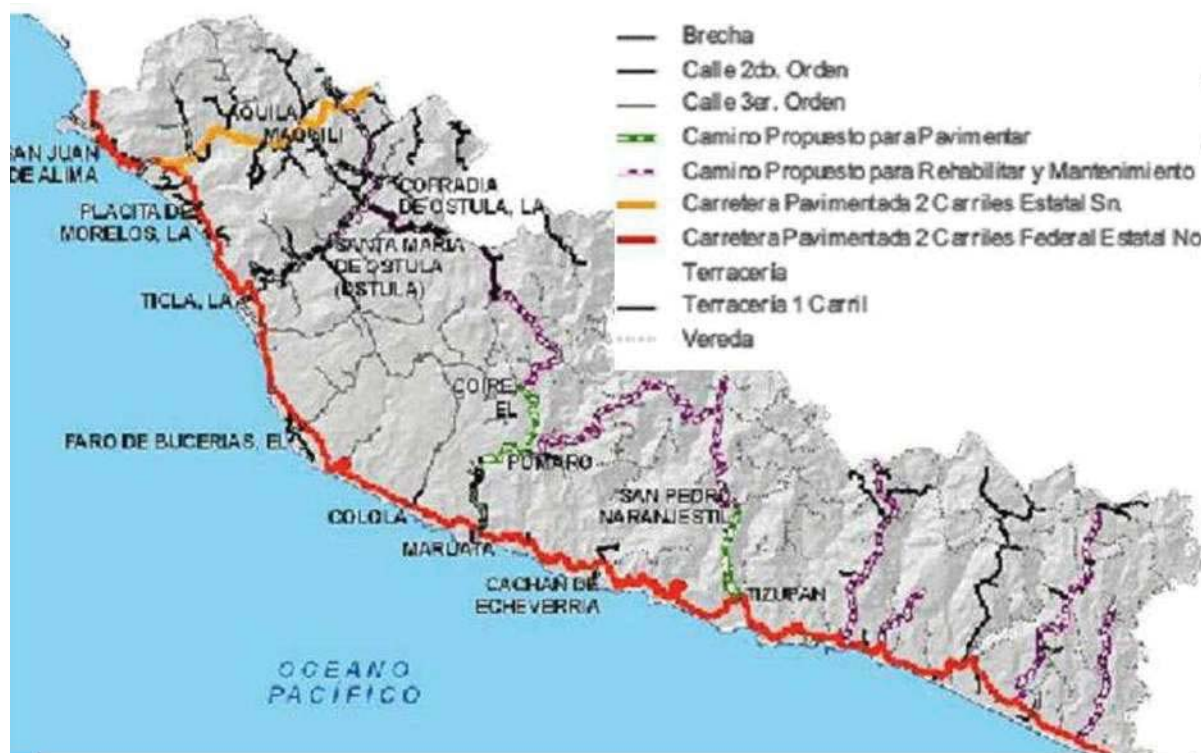 Brecha
Calle 2do. Orden
Calle 3er. Orden
Camino Propuesto para Pavimentar
Camino Propuesto para Rehabilitar y Mantenimiento
Carretera Pavimentada 2 Carriles Estatal Sn.
Carretera Pavimentada 2 Carriles Federal Estatal No
Terracería
Terracería 1 Carril
Vereda
AQUILA
MAQUILI
SAN JUAN
DE ALIMA
COFRADIA
DE OSTULA, LA
PLACITA DE
MORELOS, LA
SANTA MARIA
DE OSTULA
(OSTULA)
TICLA, LA
COIRE,
EL
FARO DE BUCERIAS, EL
POMARO
SAN PEDRO
NARANJESTIL
COLOLA
MARUATA
CACHAN DE
ECHEVERRIA
TIZUPAN
OCEANO
PACÍFICO